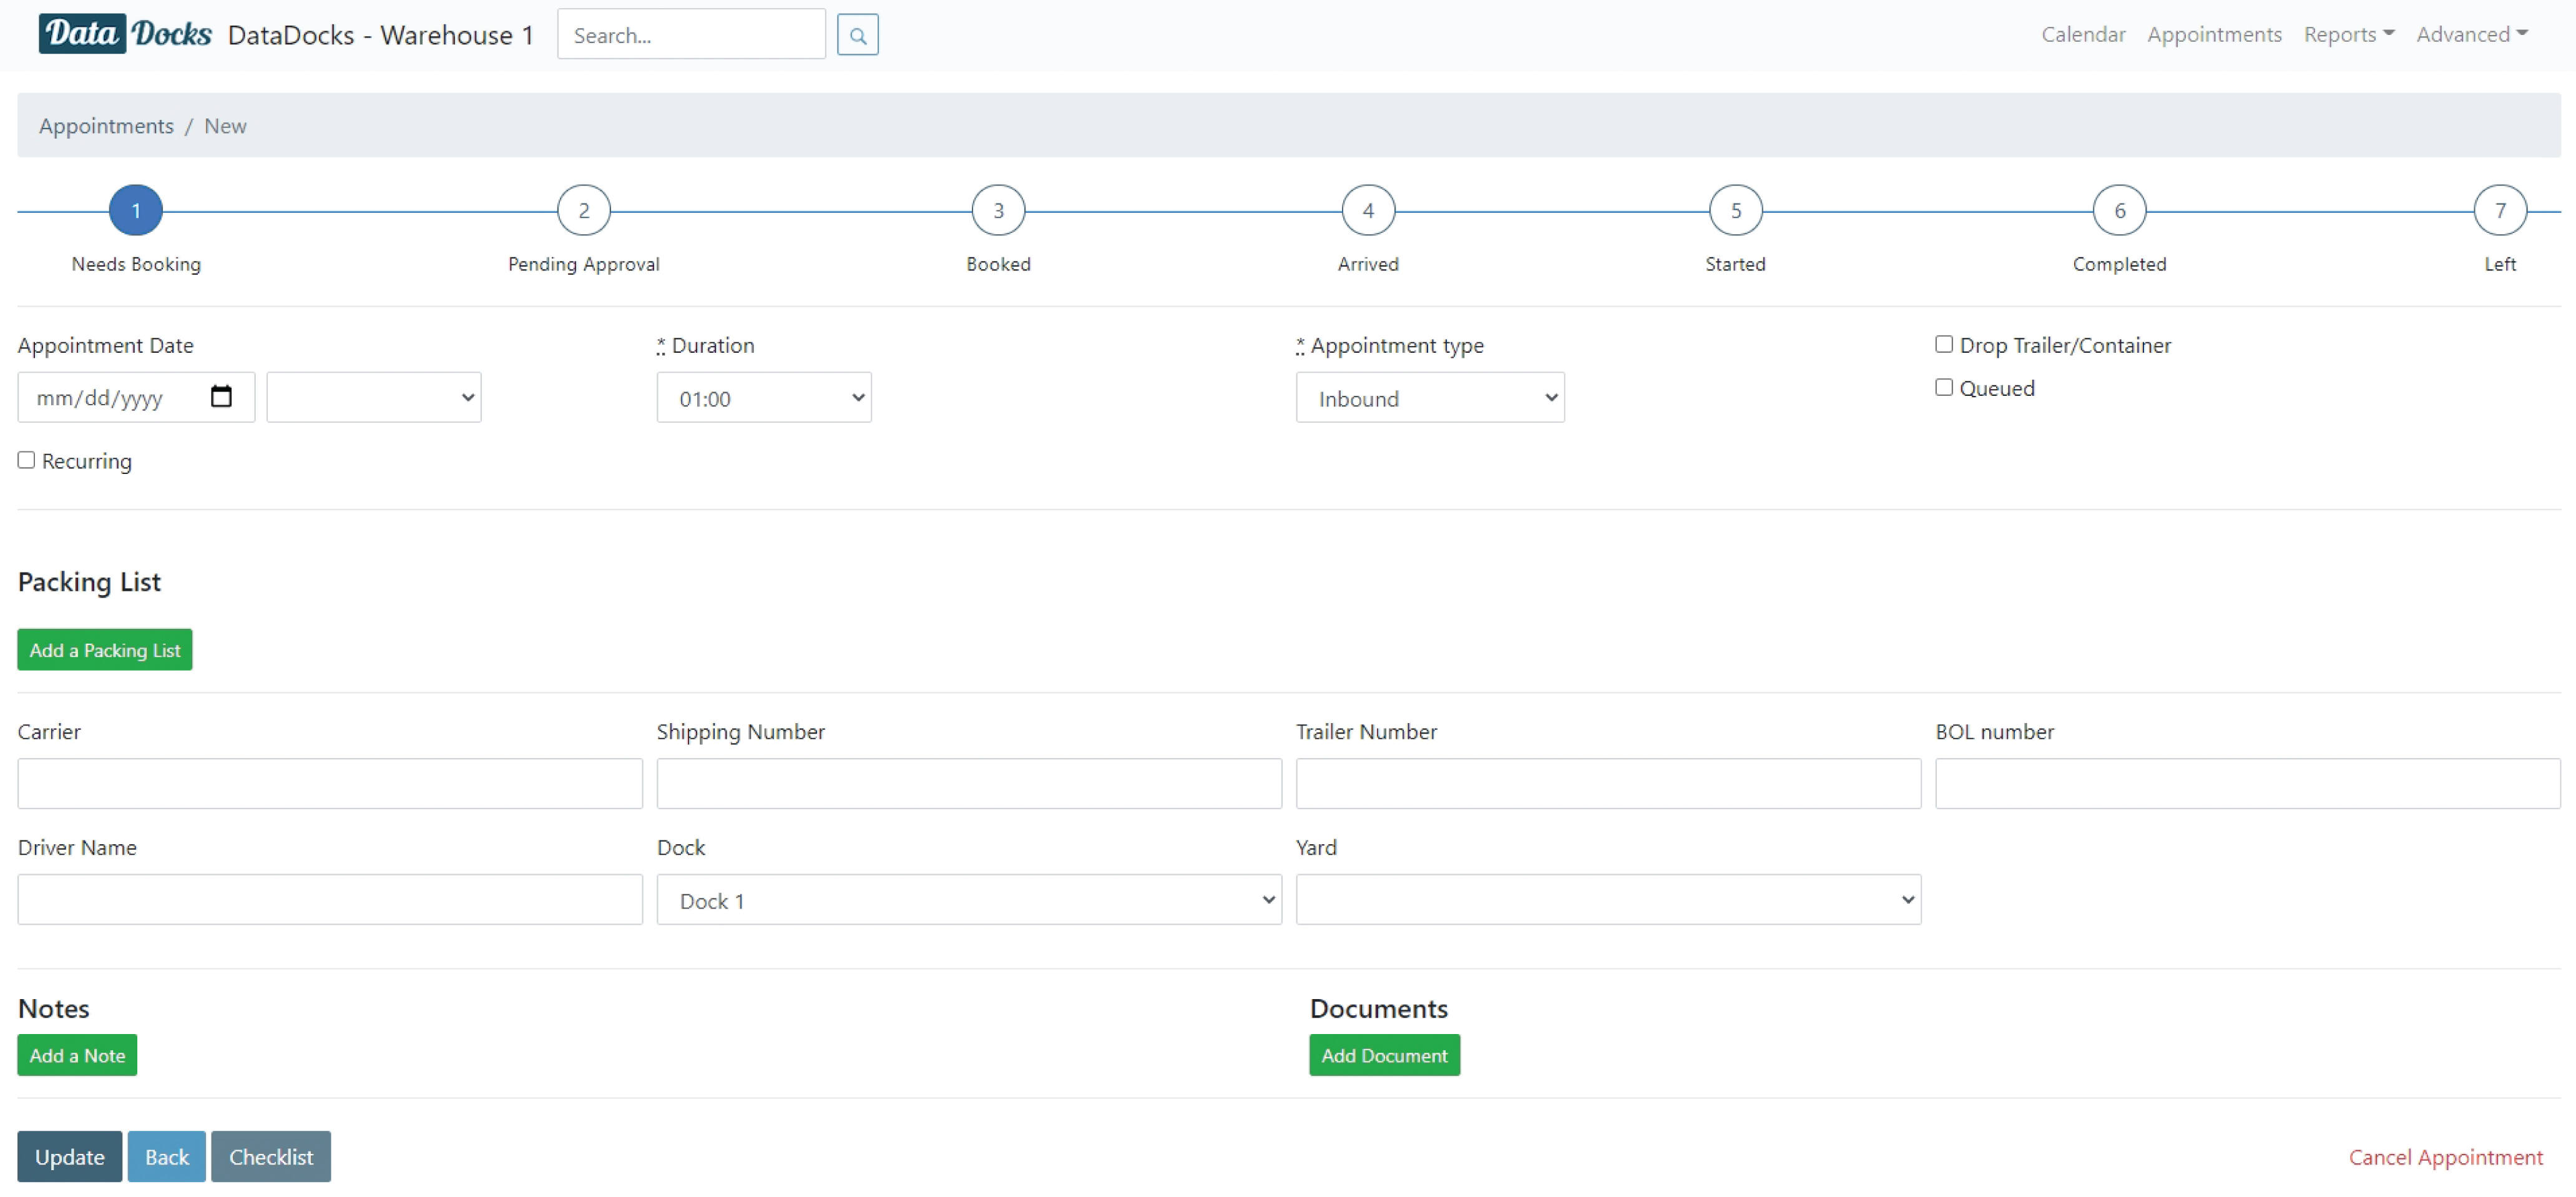 Data Docks DataDocks - Warehouse 1 Search... Calendar Appointments Reports Advanced
Appointments / New
1 2 3 4 5 6 7
Needs Booking Pending Approval Booked Arrived Started Completed Left
Appointment Date * Duration * Appointment type Drop Trailer/Container
mm/dd/yyyy 01:00 Inbound Queued
Recurring
Packing List
Add a Packing List
Carrier Shipping Number Trailer Number BOL number
Driver Name Dock Yard
Dock 1
Notes Documents
Add a Note Add Document
Update Back Checklist Cancel Appointment